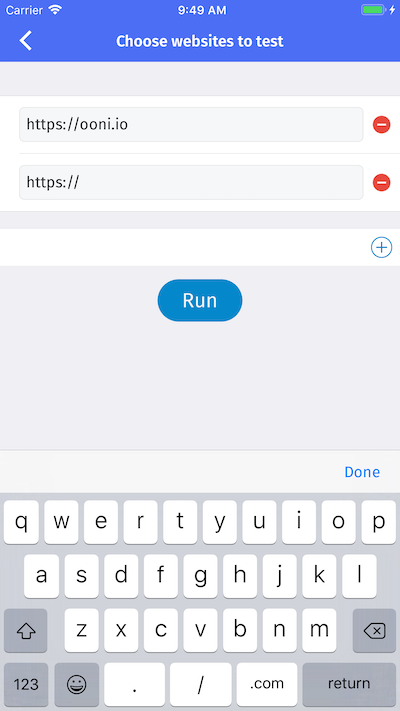 Carrier 9:49 AM
Choose websites to test
https://ooni.io
https://
Run
Done
q w e r t y u i o p
a s d f g h j k l
z x c v b n m
123 . / .com return